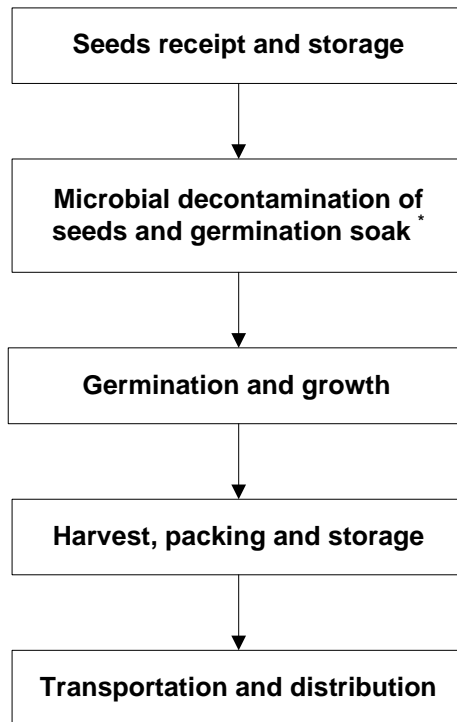 Seeds receipt and storage
Microbial decontamination of
seeds and germination soak *
Germination and growth
Harvest, packing and storage
Transportation and distribution